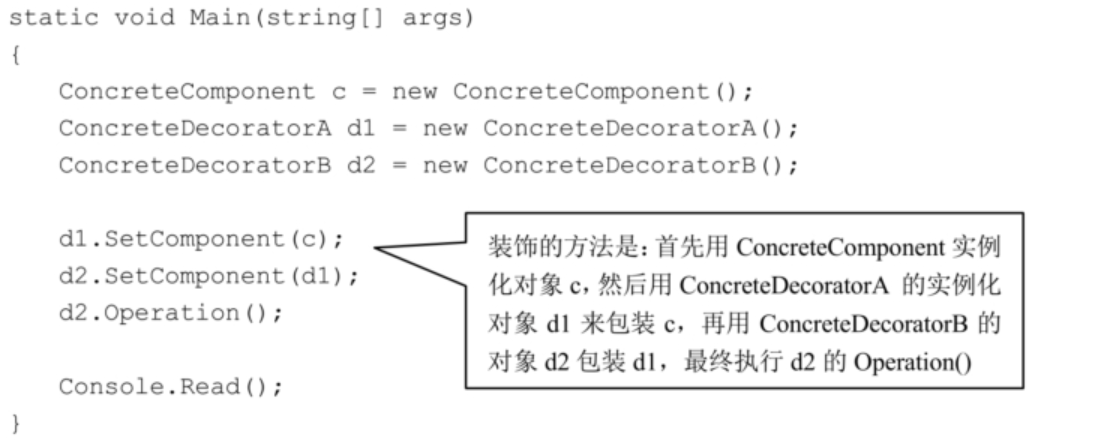 static void Main(string[] args)
{
ConcreteComponent c = new ConcreteComponent();
ConcreteDecoratorA d1 = new ConcreteDecoratorA();
ConcreteDecoratorB d2 = new ConcreteDecoratorB();
d1.SetComponent(c);
d2.SetComponent(d1);
d2.Operation();
装饰的方法是：首先用 ConcreteComponent 实例
化对象 c，然后用 ConcreteDecoratorA 的实例化
对象 d1 来包装 c，再用 ConcreteDecoratorB 的
对象 d2 包装 d1，最终执行 d2 的 Operation()
Console.Read();
}